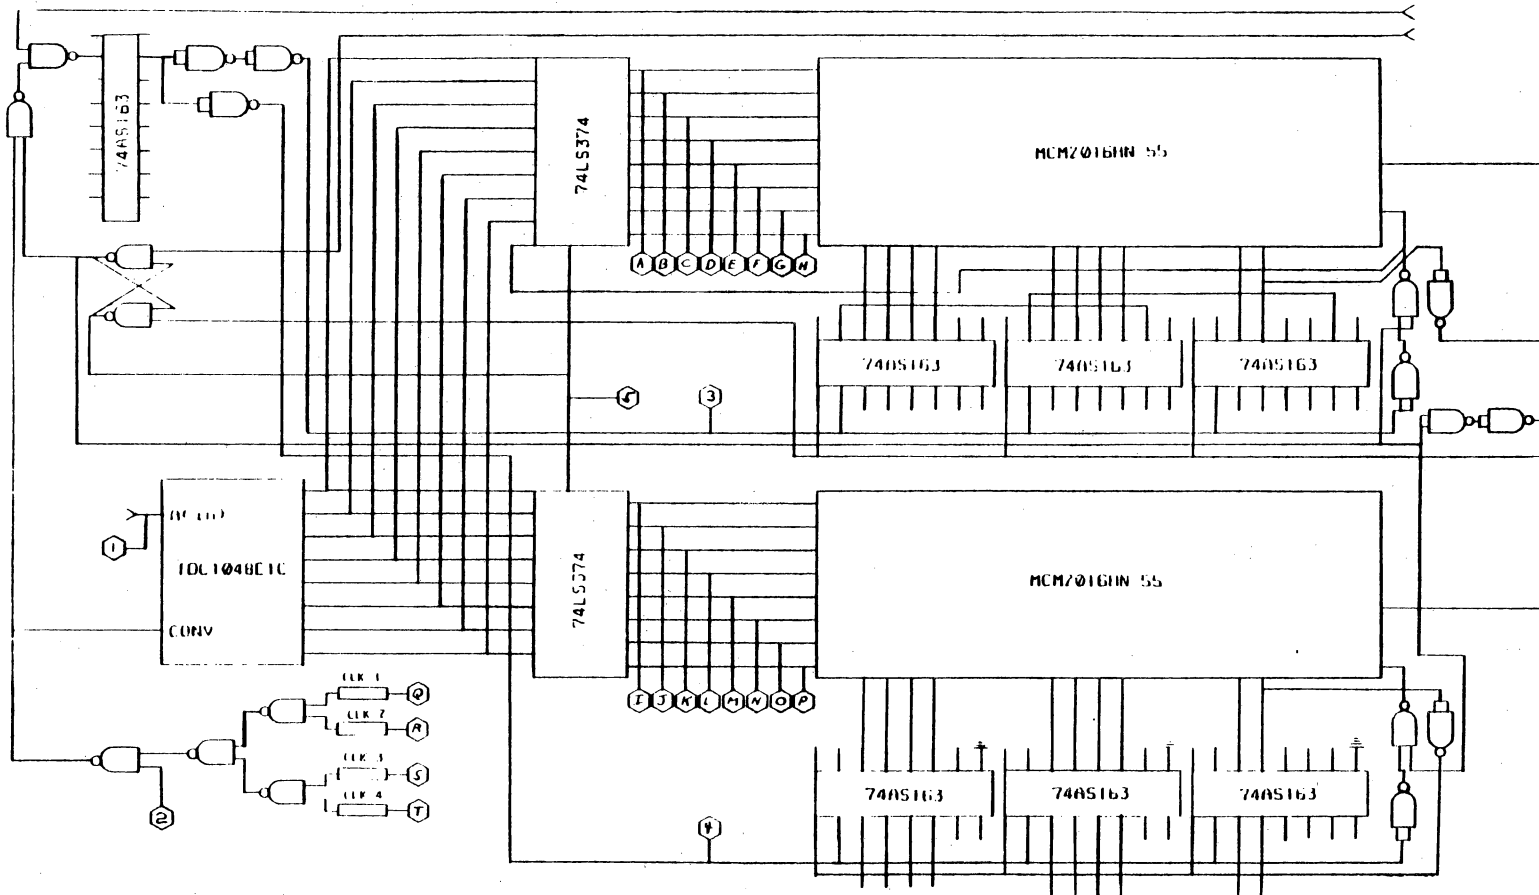 74AS163
74LS374
MCM2016HN 55
A
B
C
D
E
F
G
H
74AS163
74AS163
74AS163
5
3
A(in)
1
TDC1048E1C
CONV
74LS374
MCM2016HN 55
I
J
K
L
M
N
O
P
CLK 1
Q
CLK 2
R
CLK 3
S
CLK 4
T
2
4
74AS163
74AS163
74AS163